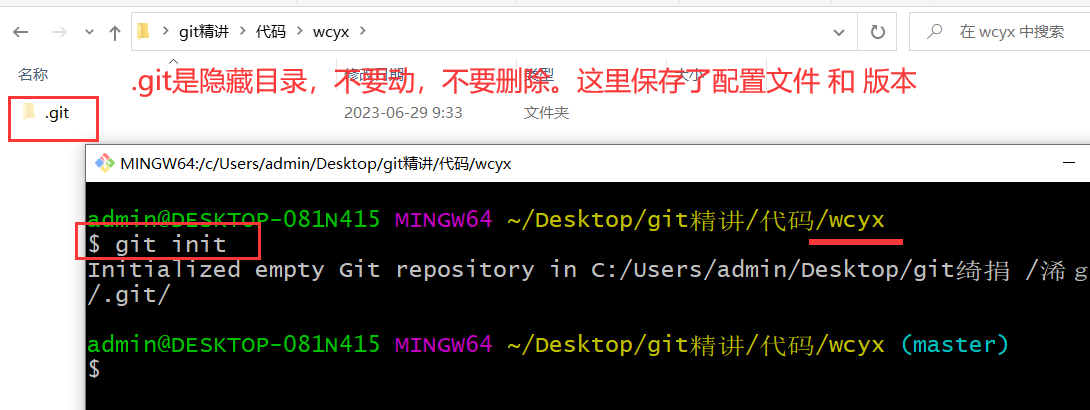 git精讲 > 代码 > wcyx >
在 wcyx 中搜索
名称 修改日期 类型 大小
.git是隐藏目录，不要动，不要删除。这里保存了配置文件 和 版本
.git 2023-06-29 9:33 文件夹
MINGW64:/c/Users/admin/Desktop/git精讲/代码/wcyx
admin@DESKTOP-081N415 MINGW64 ~/Desktop/git精讲/代码/wcyx
$ git init
Initialized empty Git repository in C:/Users/admin/Desktop/git绮捐 /浠 g
/.git/
admin@DESKTOP-081N415 MINGW64 ~/Desktop/git精讲/代码/wcyx (master)
$